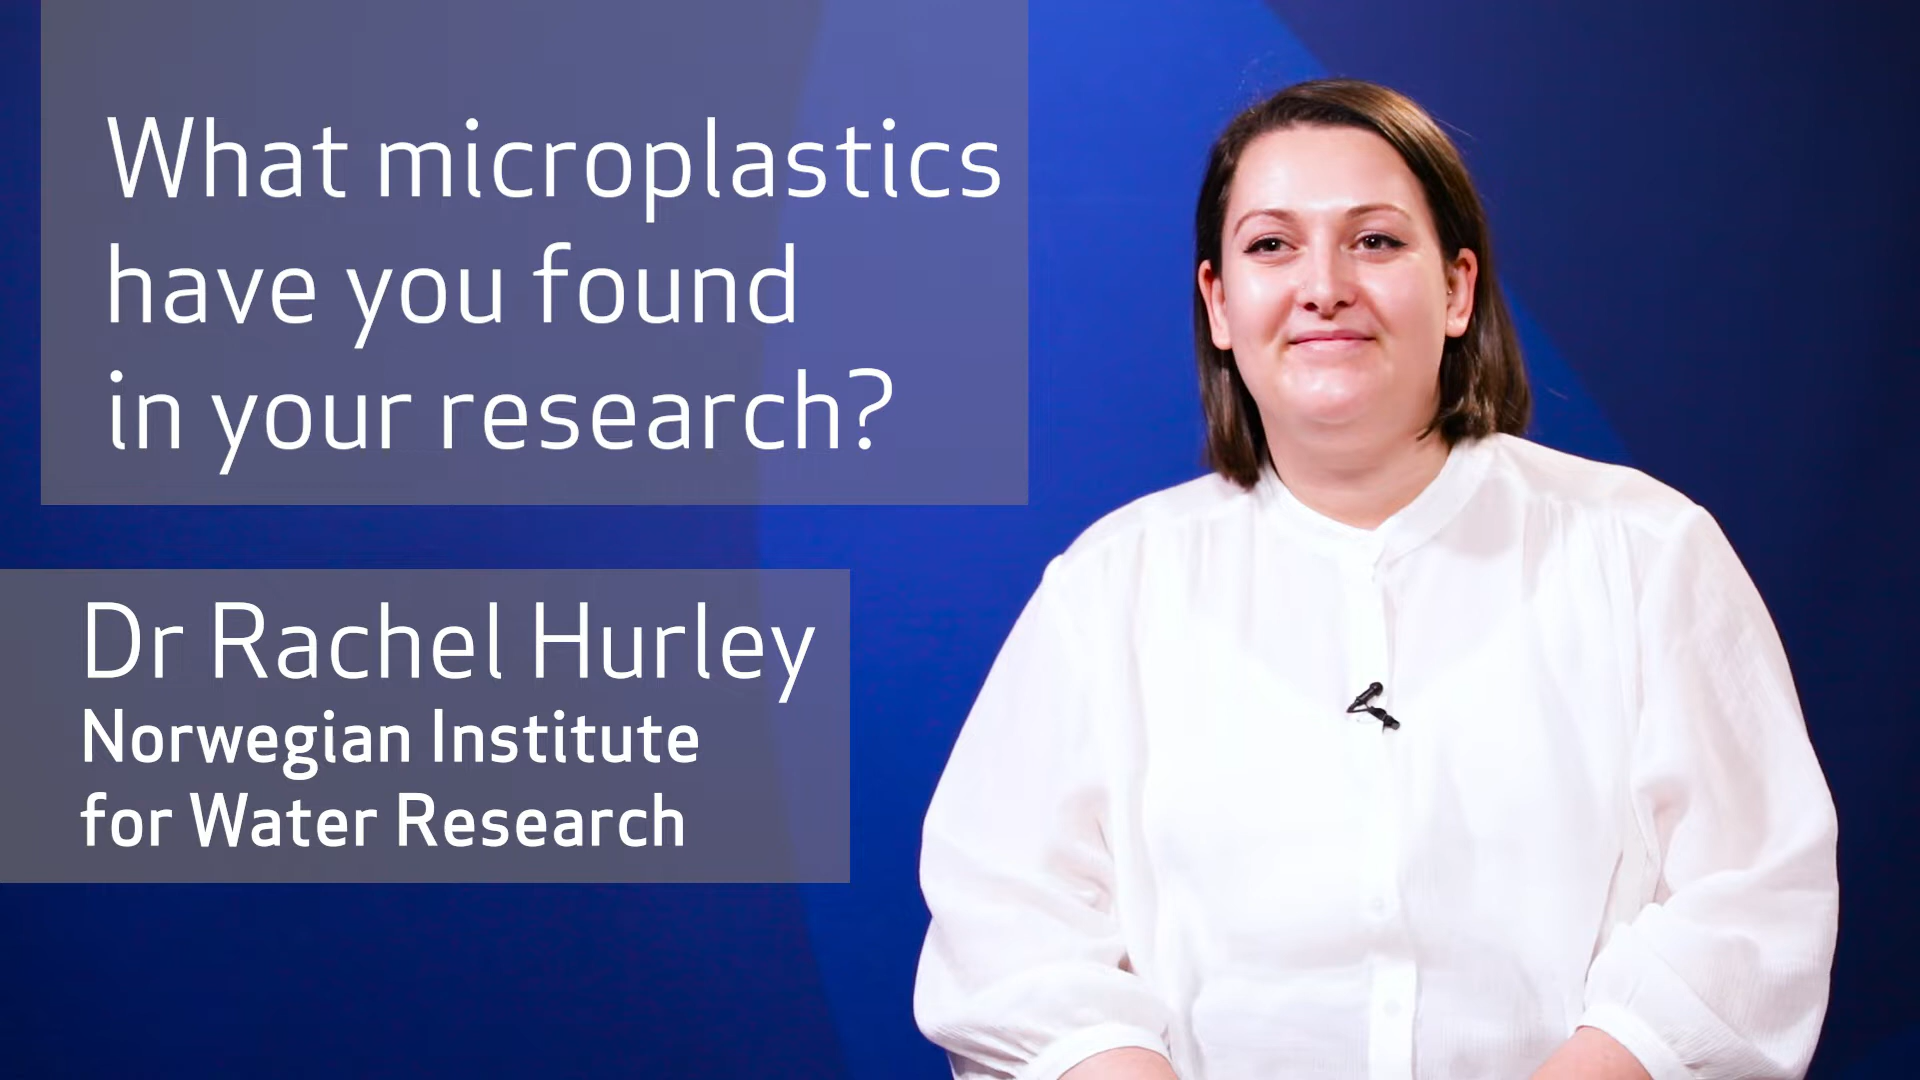 What microplastics
have you found
in your research?
Dr Rachel Hurley
Norwegian Institute
for Water Research